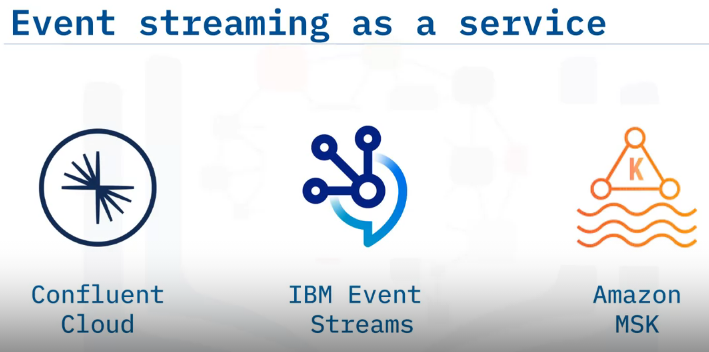 Event streaming as a service
K
Confluent
Cloud
IBM Event
Streams
Amazon
MSK